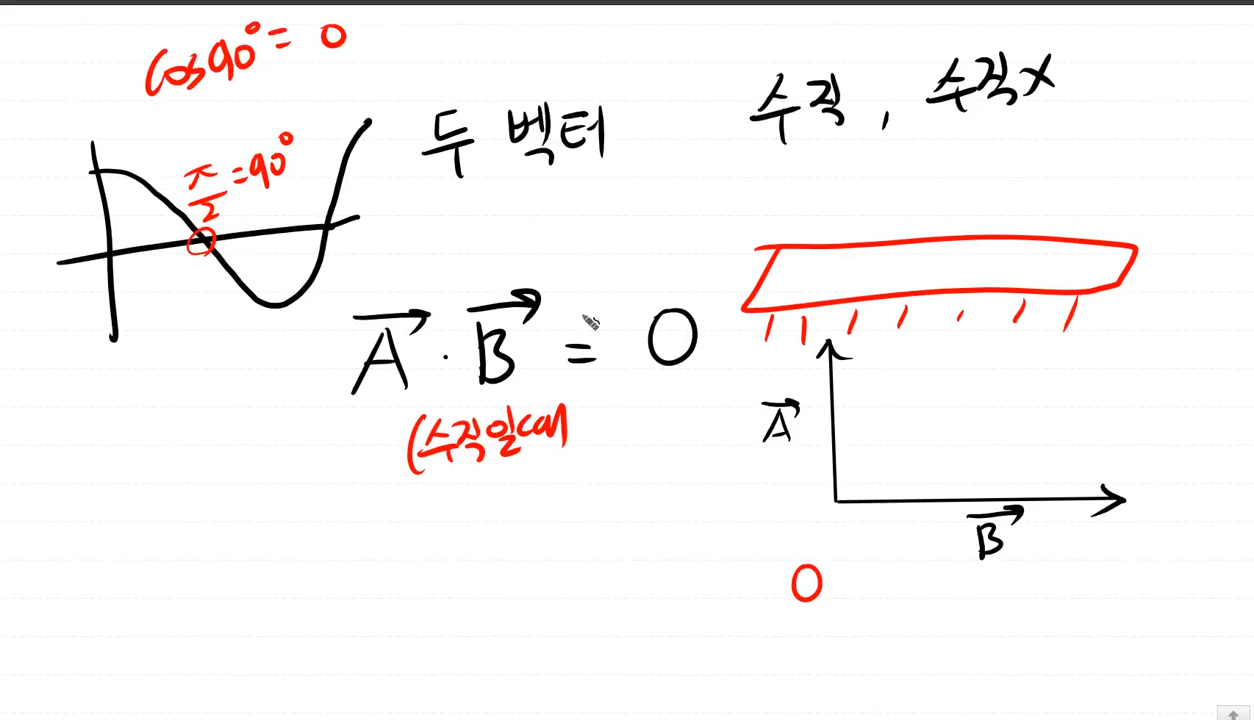 cos90° = 0
π/2 = 90°
두 벡터
수직, 수직x
A · B = 0
(수직일때
A
B
0